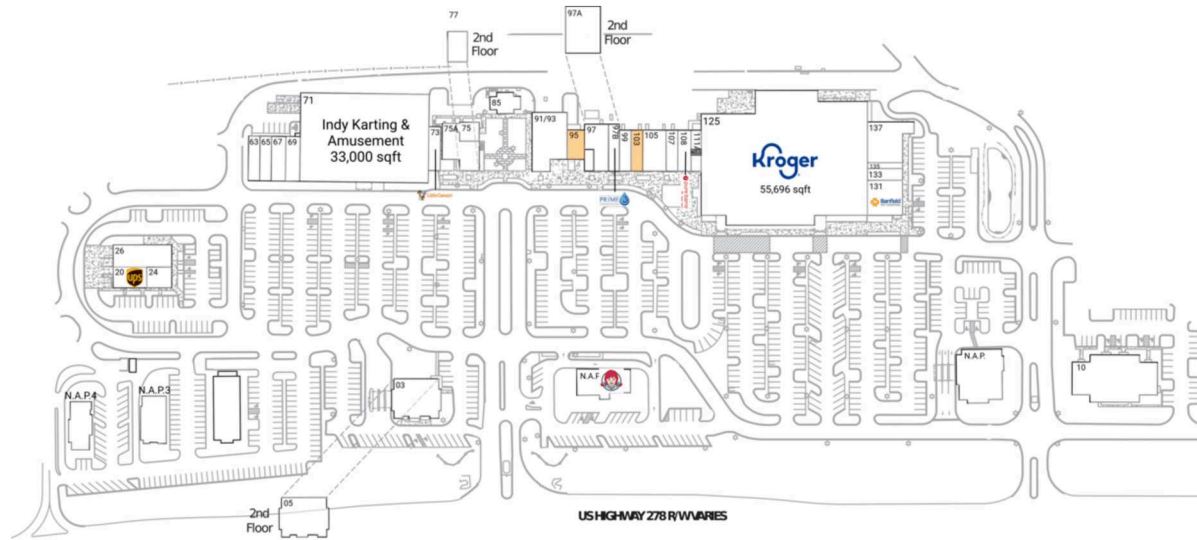 77
2nd
Floor
97A
2nd
Floor
71
Indy Karting &
Amusement
33,000 sqft
85
73
75A
75
91/93
95
97
97B
99
103
105
107
108
125
Kroger
55,696 sqft
137
135
133
131
Banfield
63
65
67
69
PRIME
26
20
24
ups
N.A.P.4
N.A.P.3
03
N.A.P
N.A.P.
10
05
2nd
Floor
US HIGHWAY 278 R/W VARIES